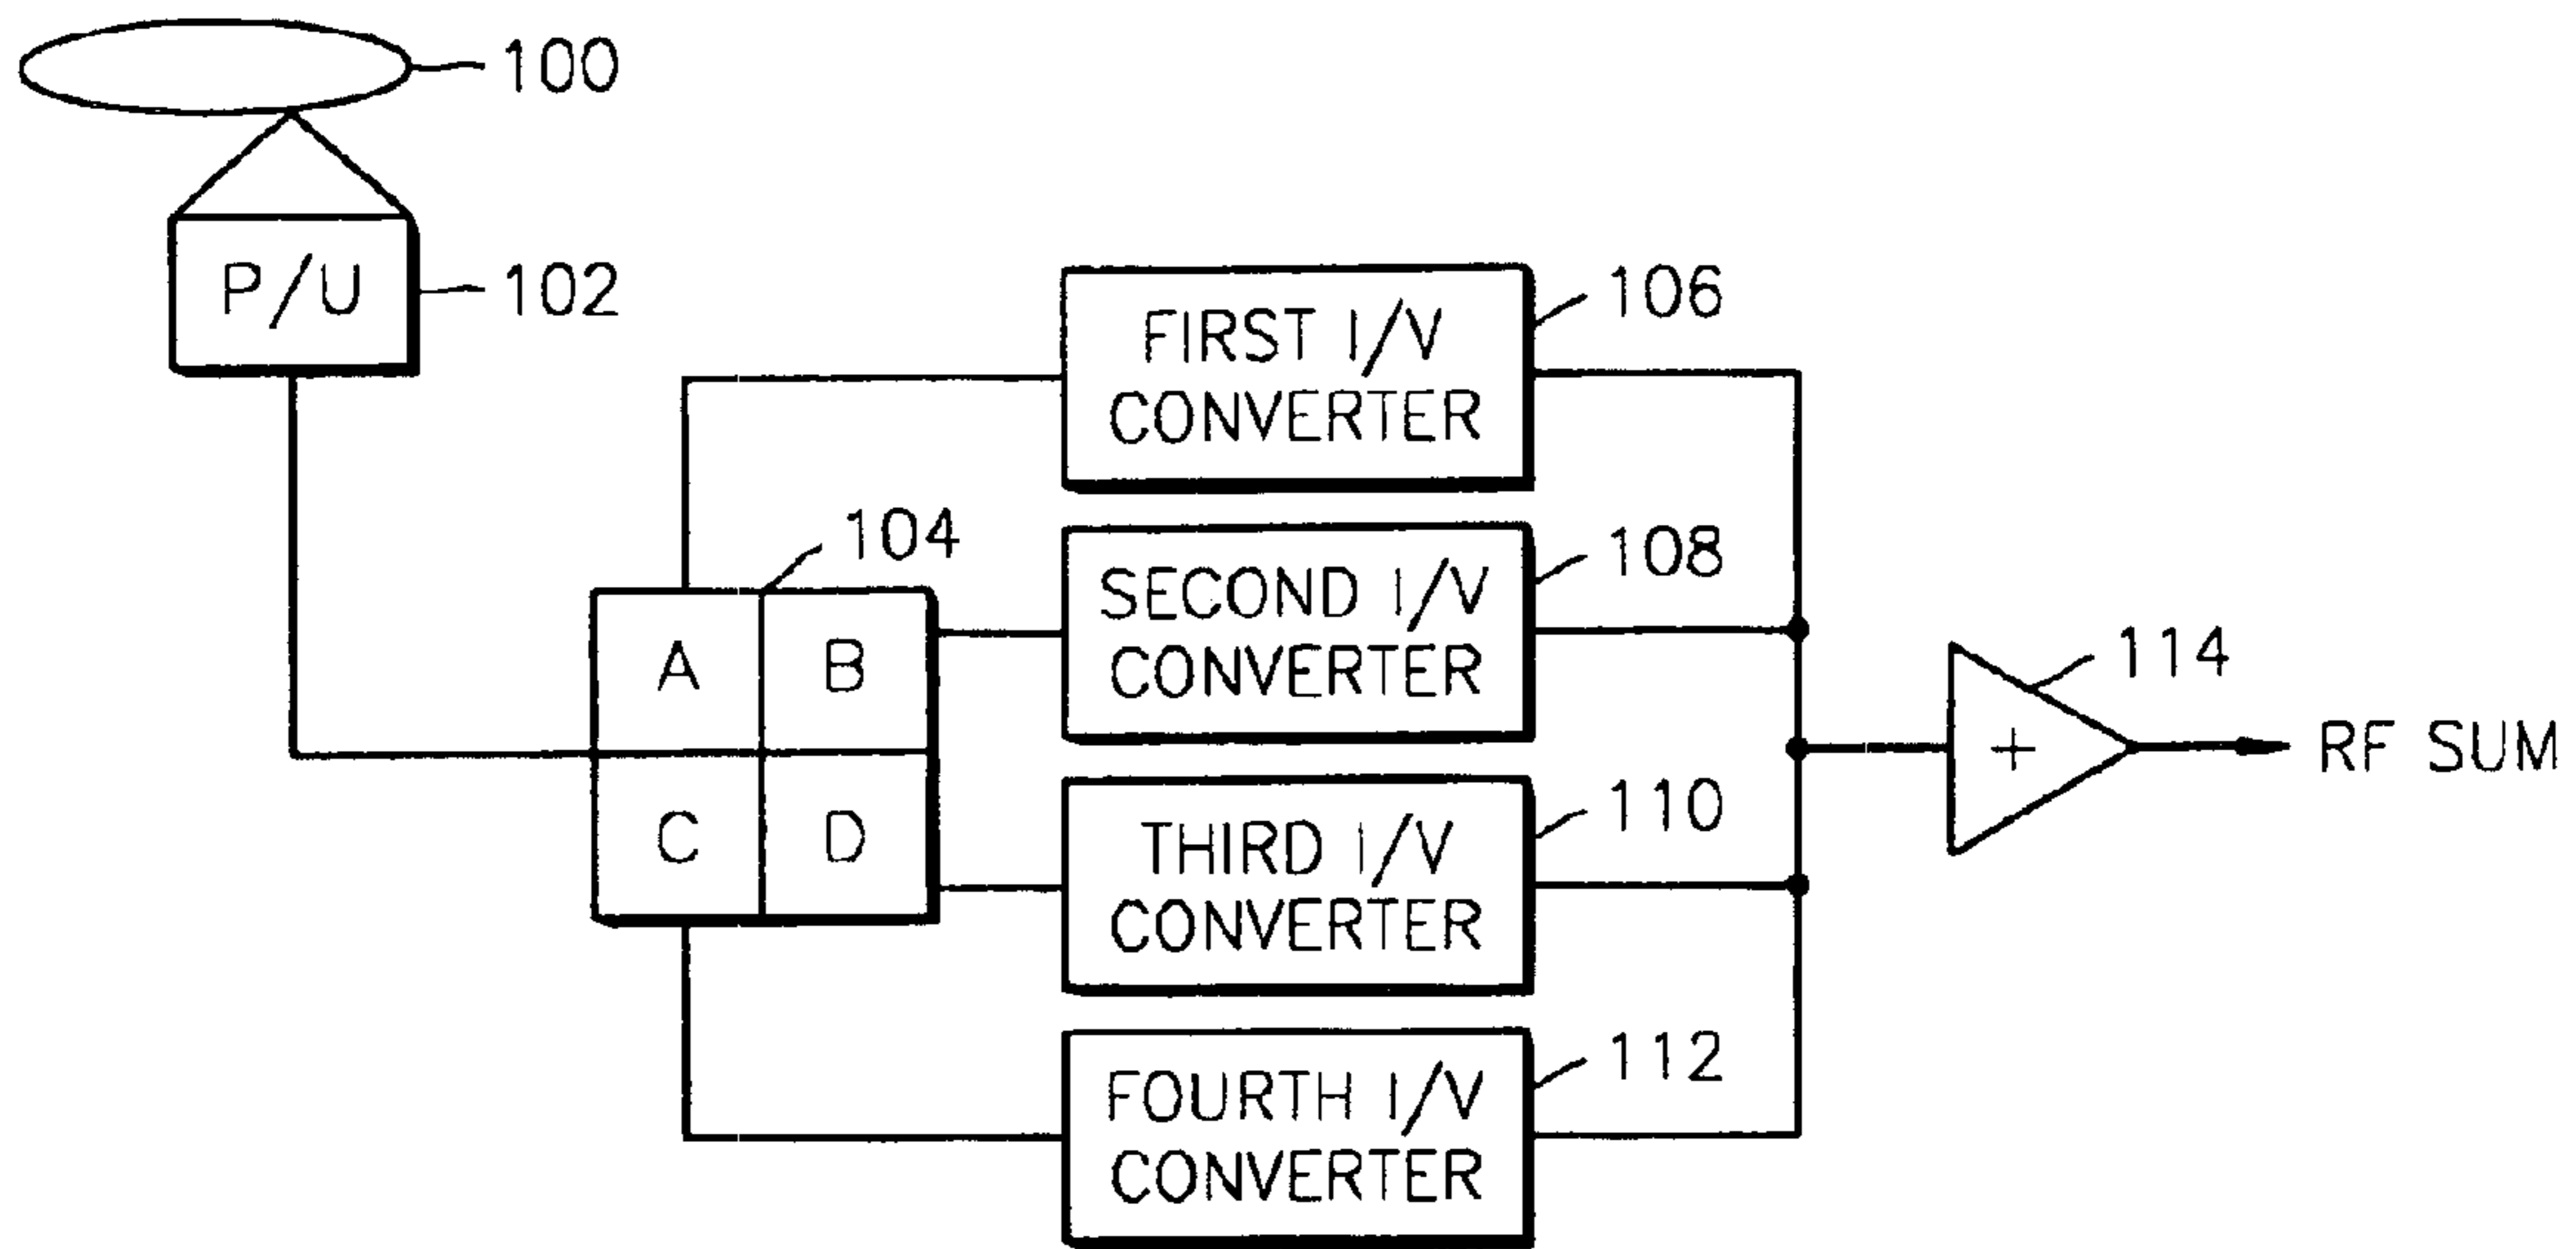 100
P/U
102
FIRST I/V
CONVERTER
106
104
SECOND I/V
CONVERTER
108
A
B
C
D
THIRD I/V
CONVERTER
110
114
+
RF SUM
FOURTH I/V
CONVERTER
112